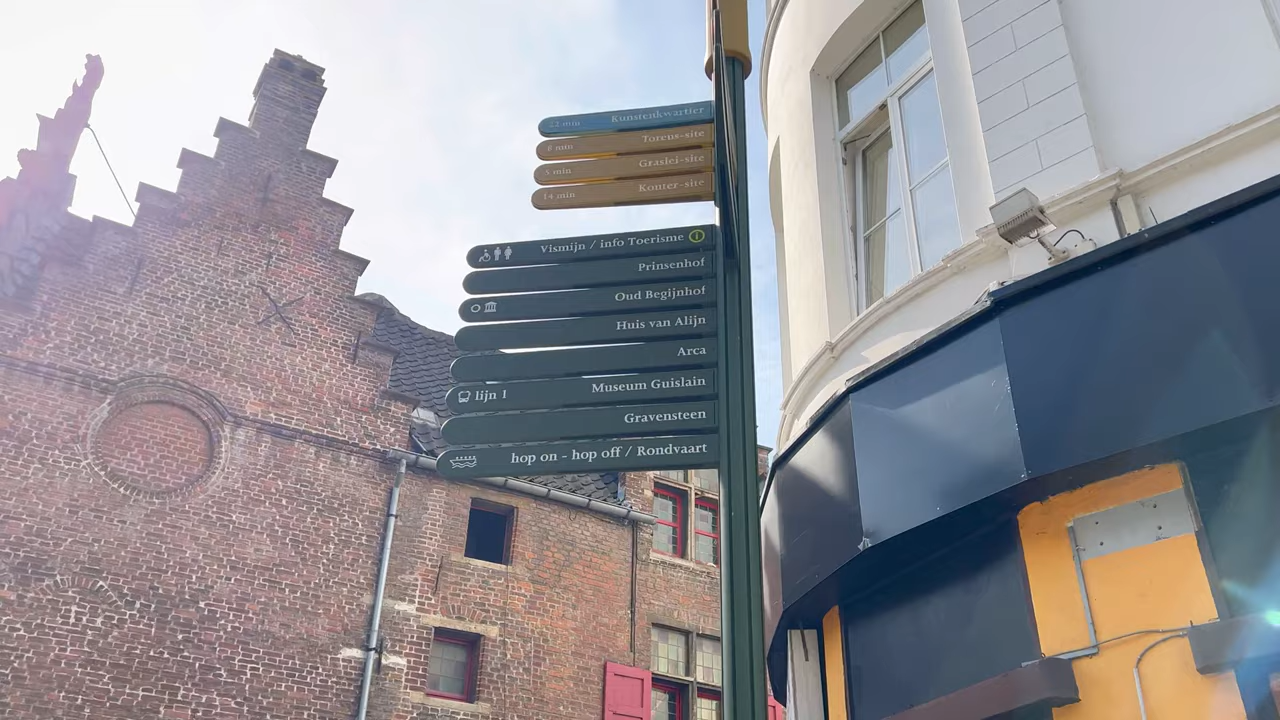 22 min Kunstenkwartier
8 min Torens-site
5 min Graslei-site
14 min Kouter-site
Vismijn / info Toerisme i
Prinsenhof
Oud Begijnhof
Huis van Alijn
Arca
lijn 1 Museum Guislain
Gravensteen
hop on - hop off / Rondvaart